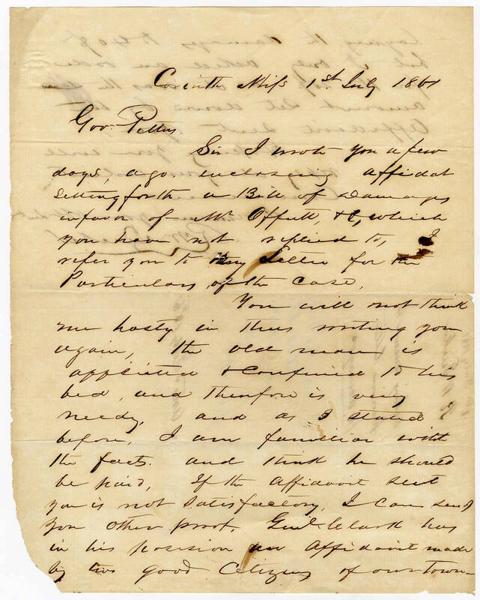 Corinth Miss 1st July 1861
Gov. Pettus
Sir I wrote you a few
days, ago. inclosing affidat
setting forth a Bill of Damages
in favor of Offutt, &c, which
you have not replied to, I
refer you to my Letter for the
Particulars of the case,
You will not think
me hasty in thus writing you
again, the old man is
afflicted & confined to his
bed, and therefore is very
needy, and as I stated
before, I am familiar with
the facts. and think he should
be paid, If the Affidavit sent
you is not satisfactory, I can send
you other proof. Genl. Clark has
in his possession an Affidavit made
by two good Citizens of our town